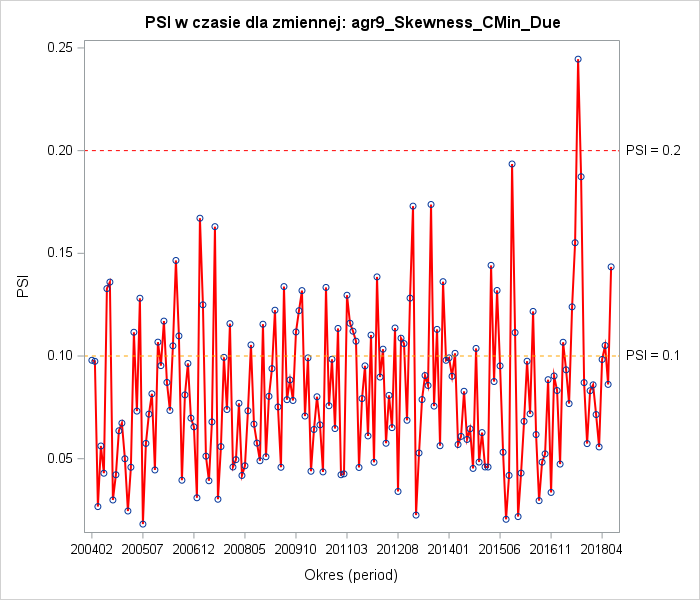 PSI w czasie dla zmiennej: agr9_Skewness_CMin_Due
0.25
0.20
PSI = 0.2
0.15
PSI
0.10
PSI = 0.1
0.05
200402 200507 200612 200805 200910 201103 201208 201401 201506 201611 201804
Okres (period)